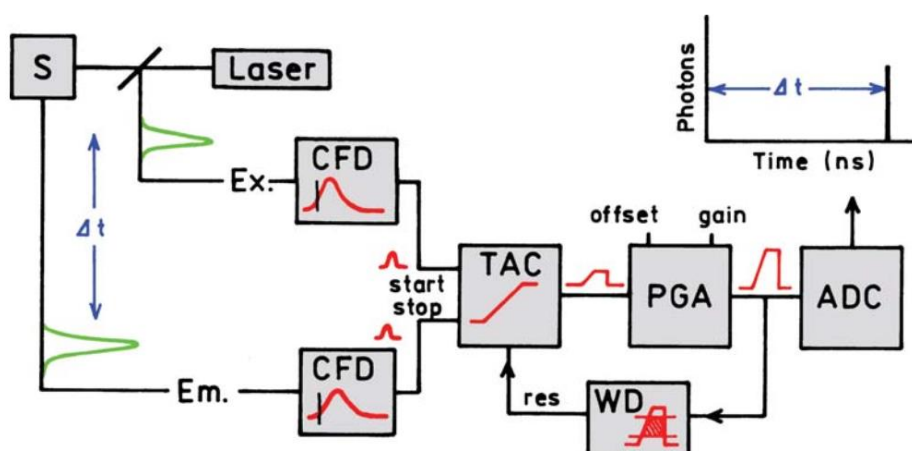 S
Laser
Δt
Ex.
CFD
Em.
CFD
start
stop
TAC
offset
gain
PGA
ADC
res
WD
Photons
Δt
Time (ns)